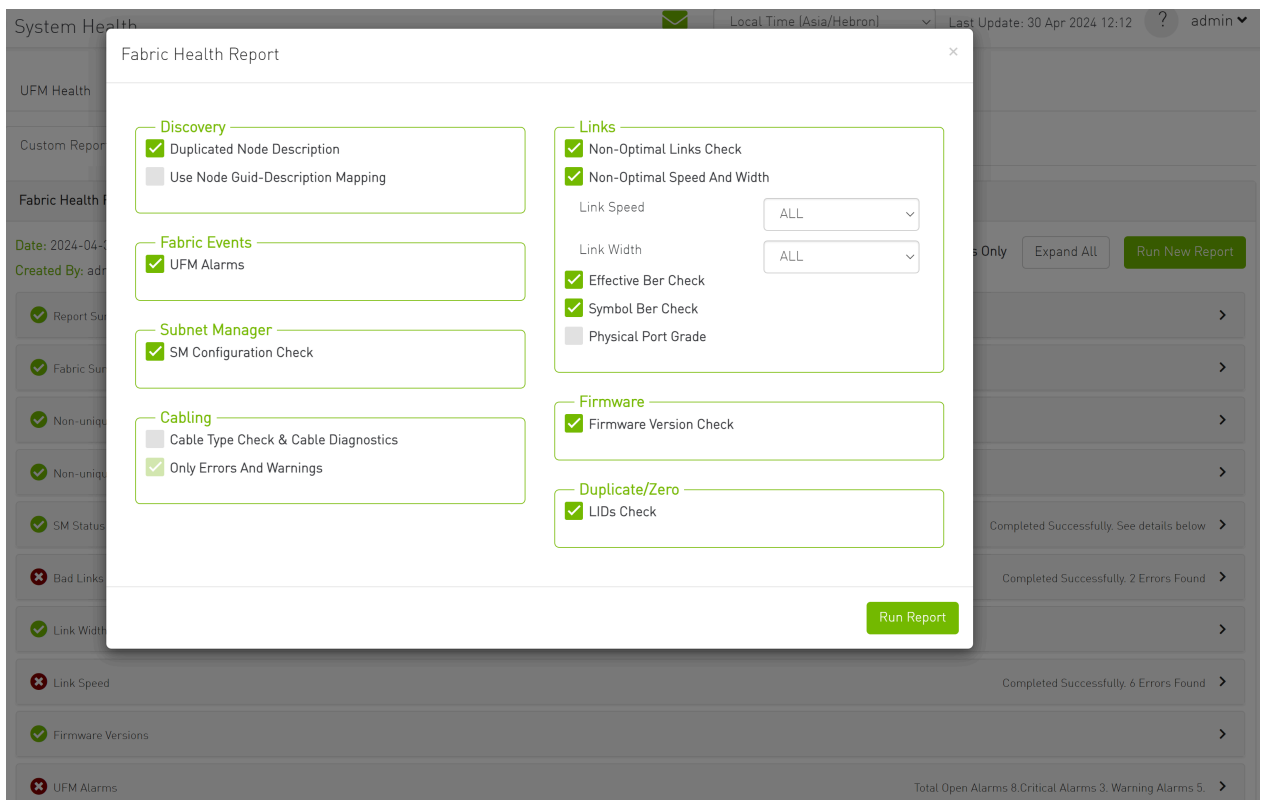 System Health
Local Time (Asia/Hebron)
Last Update: 30 Apr 2024 12:12
?
admin
Fabric Health Report
×
UFM Health
Custom Repor
Fabric Health
Date: 2024-04-
Created By: adr
s Only
Expand All
Run New Report
Discovery
Duplicated Node Description
Use Node Guid-Description Mapping
Fabric Events
UFM Alarms
Subnet Manager
SM Configuration Check
Cabling
Cable Type Check & Cable Diagnostics
Only Errors And Warnings
Links
Non-Optimal Links Check
Non-Optimal Speed And Width
Link Speed
ALL
Link Width
ALL
Effective Ber Check
Symbol Ber Check
Physical Port Grade
Firmware
Firmware Version Check
Duplicate/Zero
LIDs Check
Run Report
Report Sur
Fabric Sur
Non-uniqu
Non-uniqu
SM Status
Completed Successfully. See details below
Bad Links
Completed Successfully. 2 Errors Found
Link Width
Link Speed
Completed Successfully. 6 Errors Found
Firmware Versions
UFM Alarms
Total Open Alarms 8.Critical Alarms 3. Warning Alarms 5.